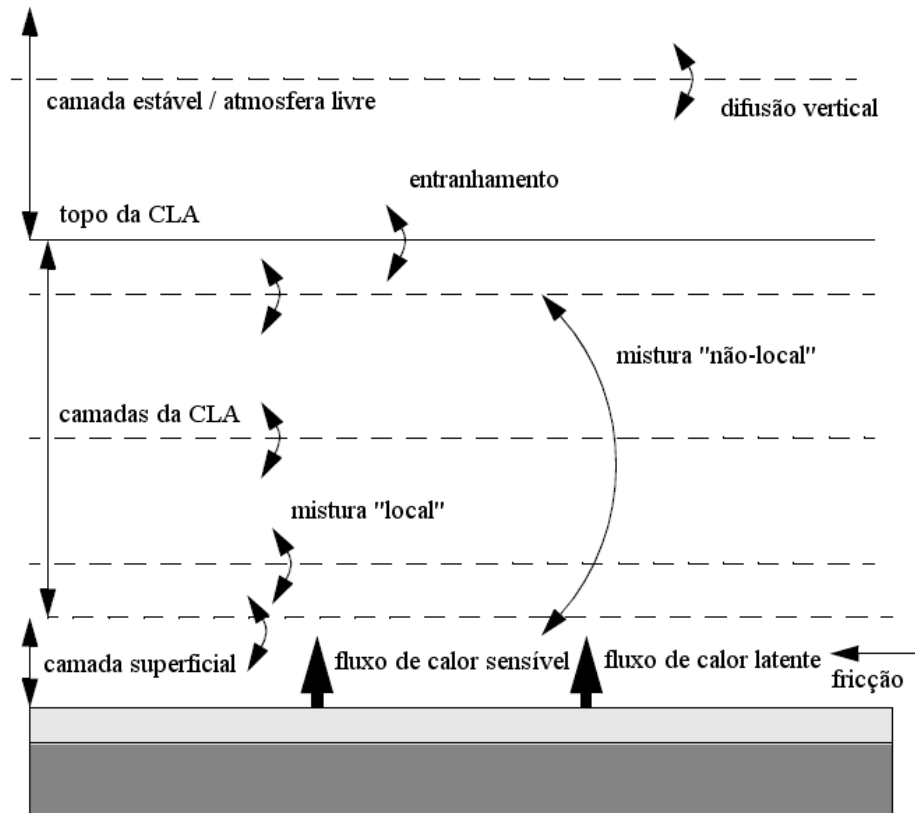 camada estável / atmosfera livre
difusão vertical
entranhamento
topo da CLA
mistura "não-local"
camadas da CLA
mistura "local"
camada superficial
fluxo de calor sensível
fluxo de calor latente
fricção